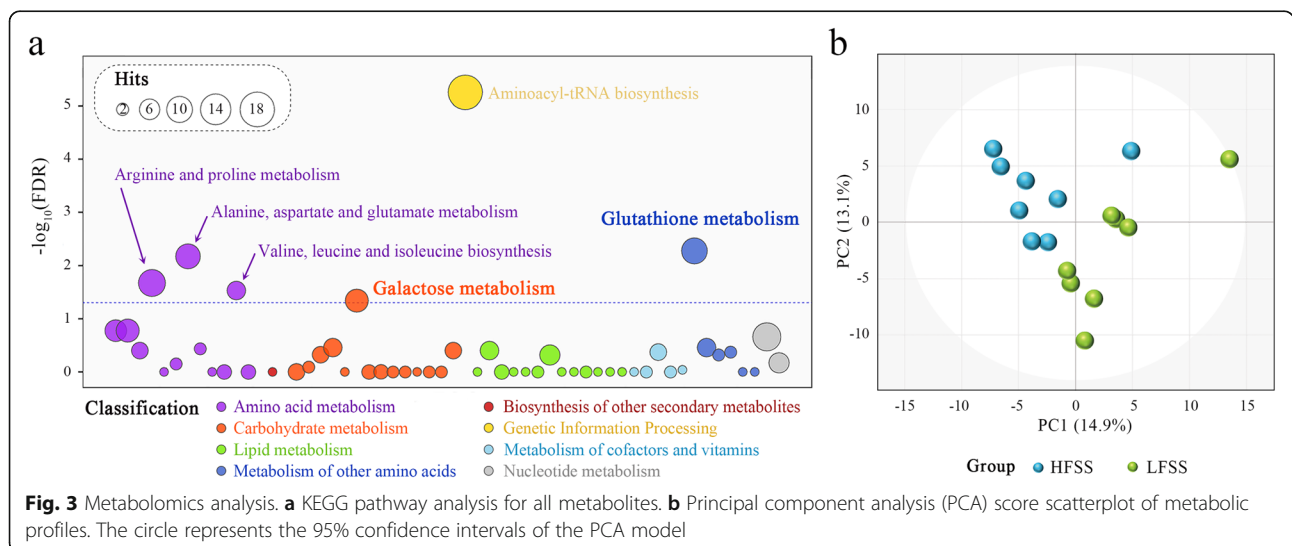 a
Hits
2 6 10 14 18
-log10(FDR)
5
4
3
2
1
0
Aminoacyl-tRNA biosynthesis
Arginine and proline metabolism
Alanine, aspartate and glutamate metabolism
Glutathione metabolism
Valine, leucine and isoleucine biosynthesis
Galactose metabolism
Classification
Amino acid metabolism
Carbohydrate metabolism
Lipid metabolism
Metabolism of other amino acids
Biosynthesis of other secondary metabolites
Genetic Information Processing
Metabolism of cofactors and vitamins
Nucleotide metabolism
b
PC2 (13.1%)
10
5
0
-5
-10
-15 -10 -5 0 5 10 15
PC1 (14.9%)
Group HFSS LFSS
Fig. 3 Metabolomics analysis. a KEGG pathway analysis for all metabolites. b Principal component analysis (PCA) score scatterplot of metabolic
profiles. The circle represents the 95% confidence intervals of the PCA model